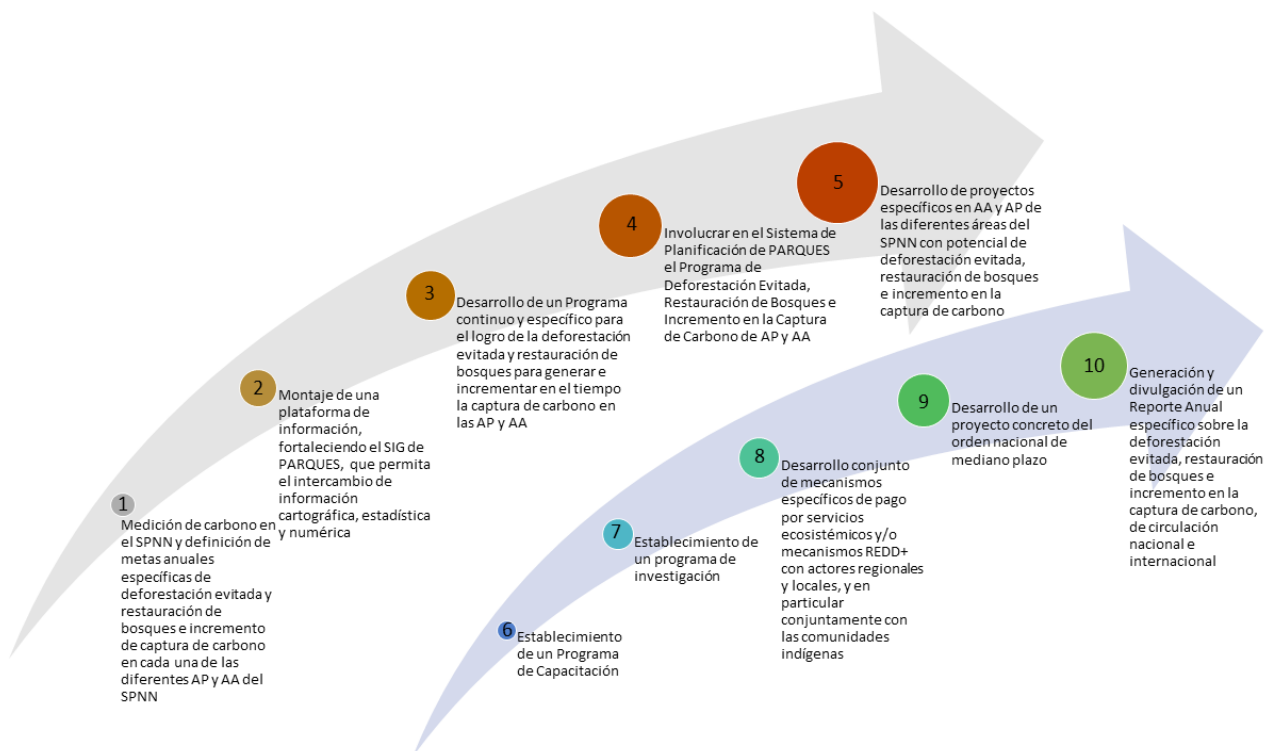 1
Medición de carbono en
el SPNN y definición de
metas anuales
específicas de
deforestación evitada y
restauración de
bosques e incremento
de captura de carbono
en cada una de las
diferentes AP y AA del
SPNN
2
Montaje de una
plataforma de
información,
fortaleciendo el SIG de
PARQUES, que permita
el intercambio de
información
cartográfica, estadística
y numérica
3
Desarrollo de un Programa
continuo y específico para
el logro de la deforestación
evitada y restauración de
bosques para generar e
incrementar en el tiempo
la captura de carbono en
las AP y AA
4
Involucrar en el Sistema de
Planificación de PARQUES
el Programa de
Deforestación Evitada,
Restauración de Bosques e
Incremento en la Captura
de Carbono de AP y AA
5
Desarrollo de proyectos
específicos en AA y AP de
las diferentes áreas del
SPNN con potencial de
deforestación evitada,
restauración de bosques
e incremento en la
captura de carbono
6
Establecimiento
de un Programa
de Capacitación
7
Establecimiento de
un programa de
investigación
8
Desarrollo conjunto
de mecanismos
específicos de pago
por servicios
ecosistémicos y/o
mecanismos REDD+
con actores regionales
y locales, y en
particular
conjuntamente con
las comunidades
indígenas
9
Desarrollo de un
proyecto concreto del
orden nacional de
mediano plazo
10
Generación y
divulgación de un
Reporte Anual
específico sobre la
deforestación
evitada, restauración
de bosques e
incremento en la
captura de carbono,
de circulación
nacional e
internacional